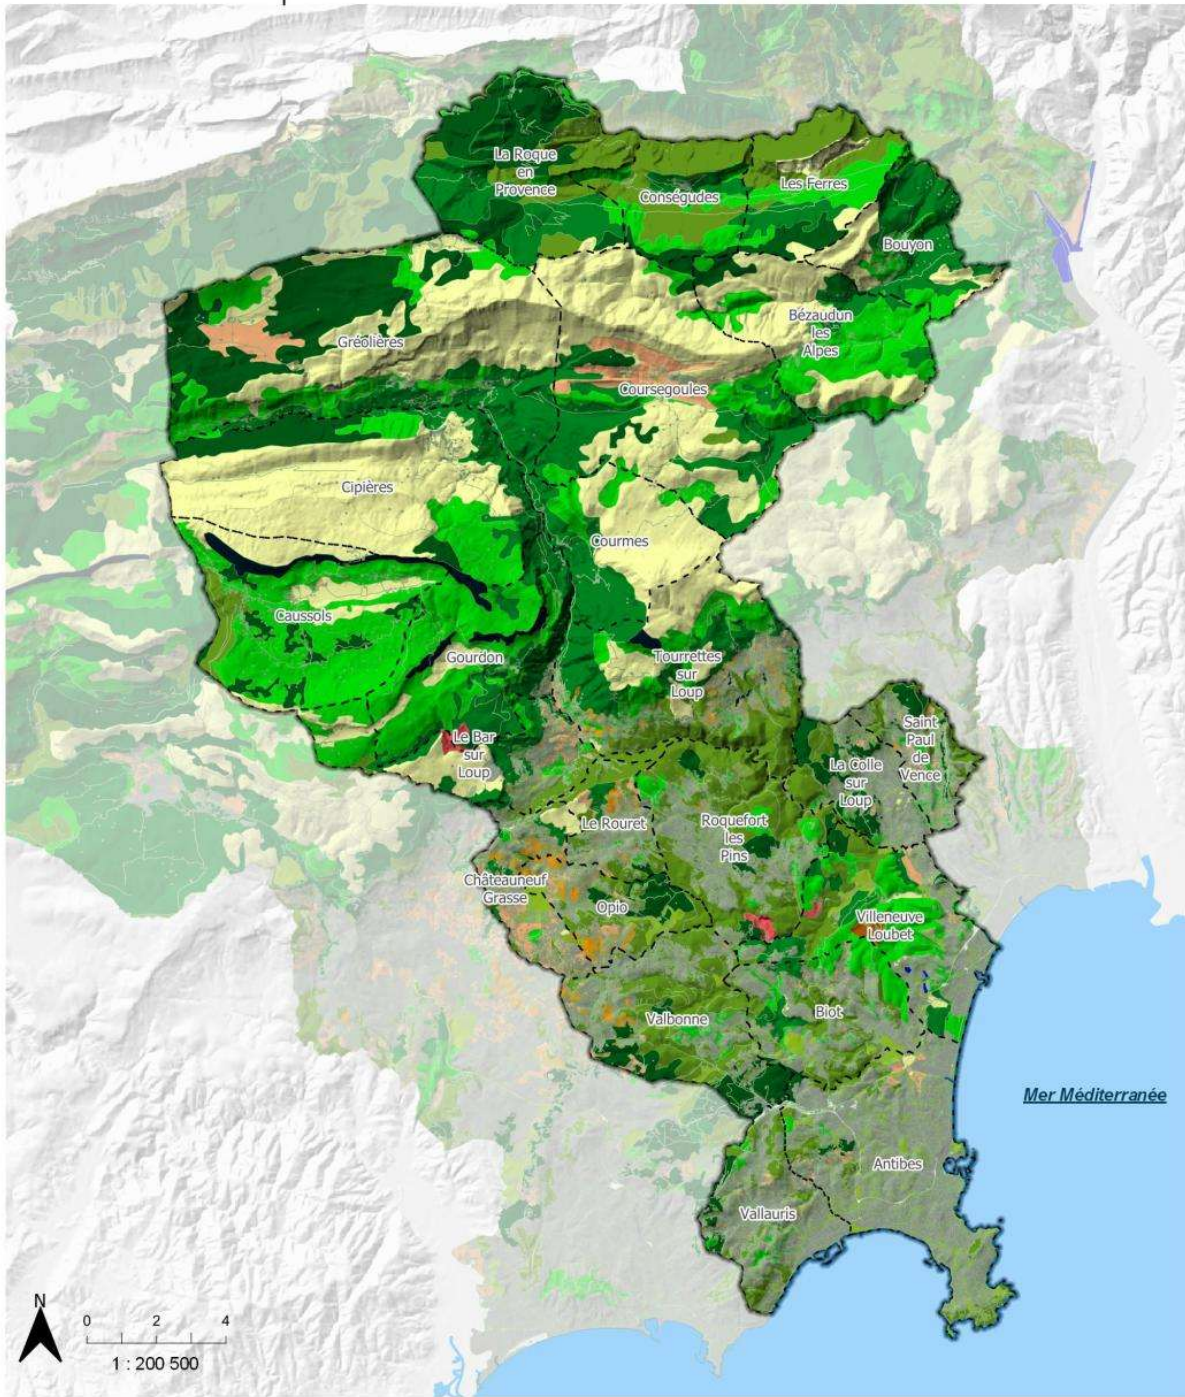 La Roque
en
Provence
Conségudes
Les Ferres
Bouyon
Bézaudun
les
Alpes
Gréolières
Coursegoules
Cipières
Courmes
Caussols
Gourdon
Tourrettes
sur
Loup
Le Bar
sur
Loup
Saint
Paul
de
Vence
La Colle
sur
Loup
Le Rouret
Roquefort
les
Pins
Châteauneuf
Grasse
Opio
Villeneuve
Loubet
Valbonne
Biot
Mer Méditerranée
Antibes
Vallauris
N
0 2 4
1 : 200 500